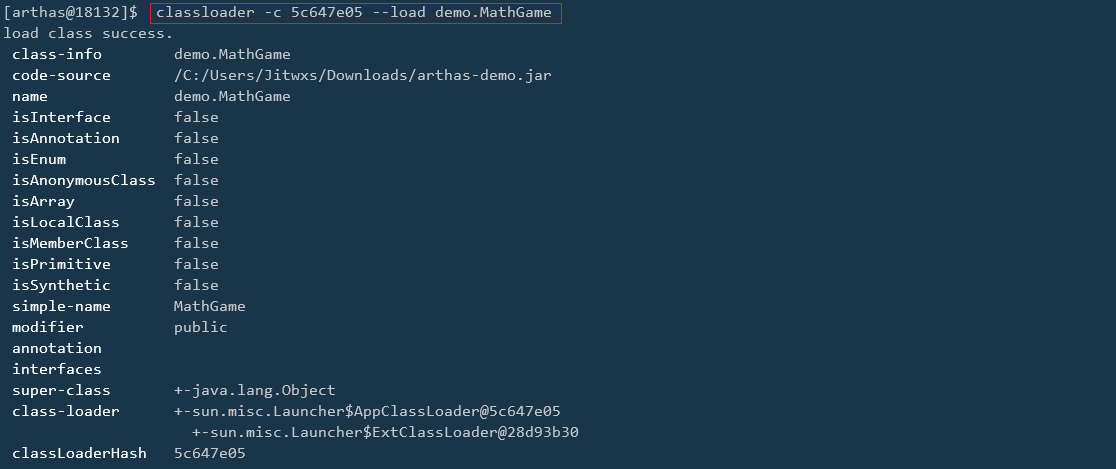 [arthas@18132]$ classloader -c 5c647e05 --load demo.MathGame
load class success.
class-info demo.MathGame
code-source /C:/Users/Jitwxs/Downloads/arthas-demo.jar
name demo.MathGame
isInterface false
isAnnotation false
isEnum false
isAnonymousClass false
isArray false
isLocalClass false
isMemberClass false
isPrimitive false
isSynthetic false
simple-name MathGame
modifier public
annotation
interfaces
super-class +-java.lang.Object
class-loader +-sun.misc.Launcher$AppClassLoader@5c647e05
+-sun.misc.Launcher$ExtClassLoader@28d93b30
classLoaderHash 5c647e05